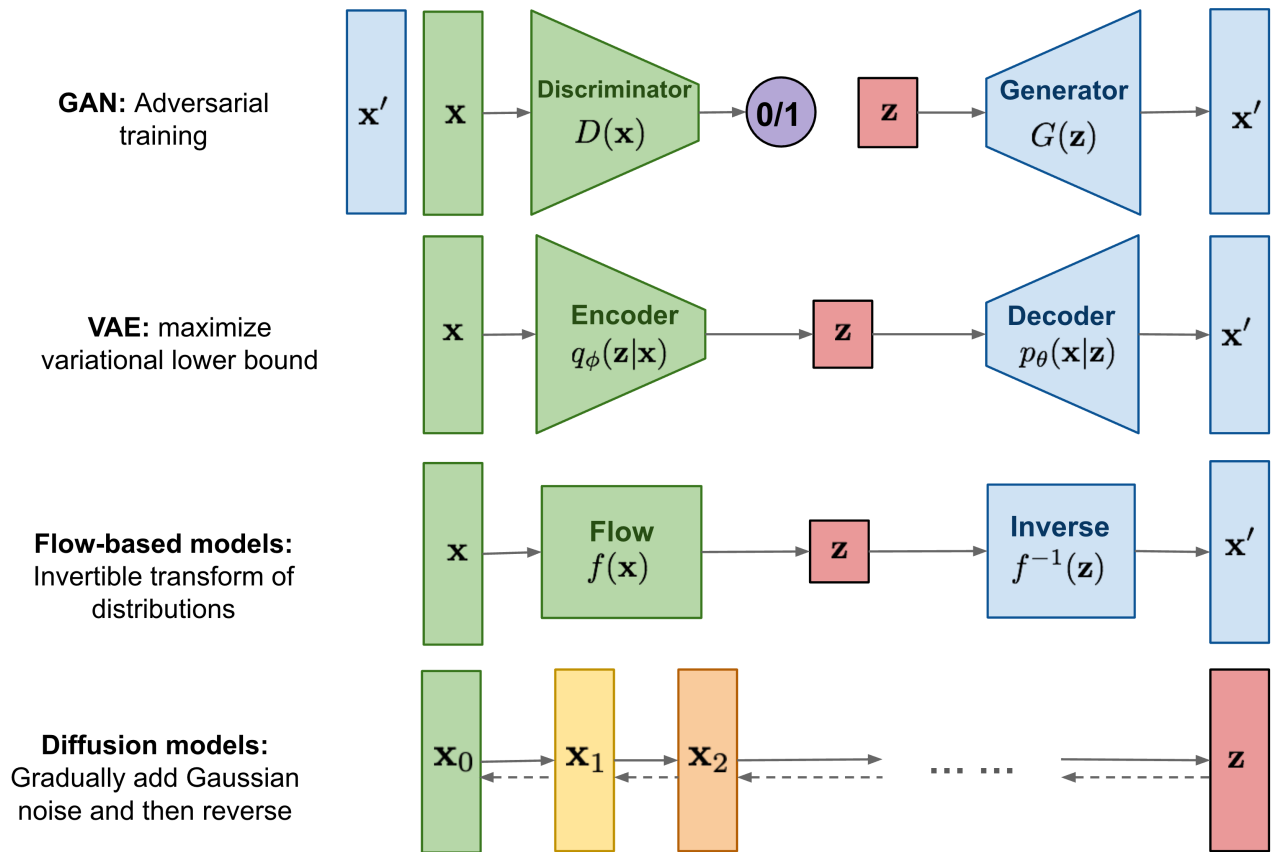 GAN: Adversarial
training
x′
x
Discriminator
D(x)
0/1
z
Generator
G(z)
x′
VAE: maximize
variational lower bound
x
Encoder
qϕ(z|x)
z
Decoder
pθ(x|z)
x′
Flow-based models:
Invertible transform of
distributions
x
Flow
f(x)
z
Inverse
f⁻¹(z)
x′
Diffusion models:
Gradually add Gaussian
noise and then reverse
x₀
x₁
x₂
... ...
z